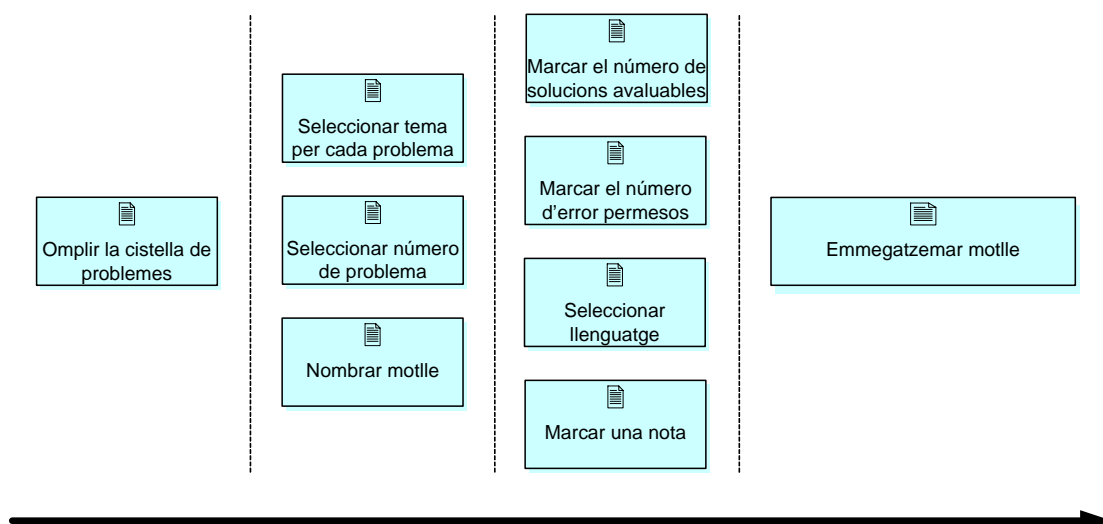 Omplir la cistella de
problemes
Seleccionar tema
per cada problema
Seleccionar número
de problema
Nombrar motlle
Marcar el número de
solucions avaluables
Marcar el número
d'error permesos
Seleccionar
llenguatge
Marcar una nota
Emmegatzemar motlle